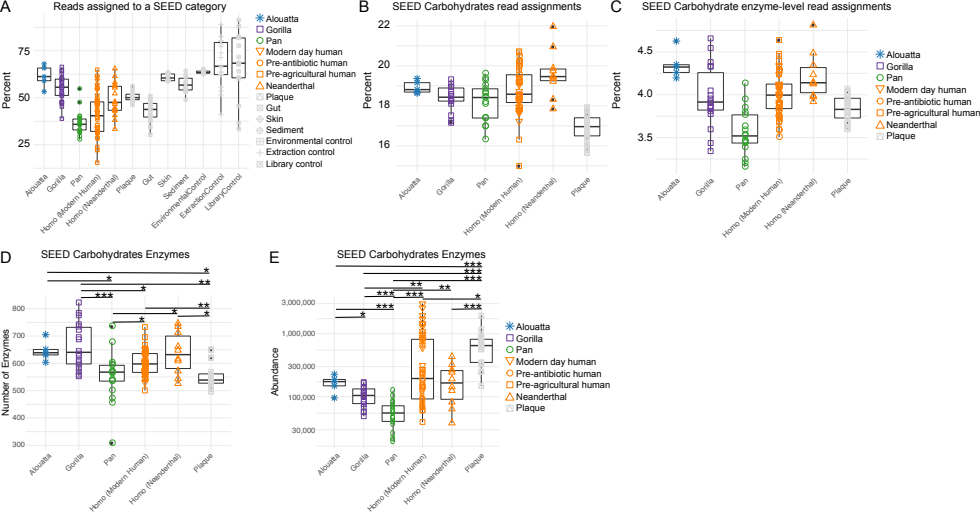 A
Reads assigned to a SEED category
Percent
75
50
25
Alouatta
Gorilla
Pan
Homo (Modern Human)
Homo (Neanderthal)
Plaque
Gut
Skin
Sediment
EnvironmentalControl
ExtractionControl
LibraryControl
Alouatta
Gorilla
Pan
Modern day human
Pre-antibiotic human
Pre-agricultural human
Neanderthal
Plaque
Gut
Skin
Sediment
Environmental control
Extraction control
Library control
B
SEED Carbohydrates read assignments
Percent
22
20
18
16
Alouatta
Gorilla
Pan
Homo (Modern Human)
Homo (Neanderthal)
Plaque
C
SEED Carbohydrate enzyme-level read assignments
Percent
4.5
4.0
3.5
3.0
Alouatta
Gorilla
Pan
Homo (Modern Human)
Homo (Neanderthal)
Plaque
Alouatta
Gorilla
Pan
Modern day human
Pre-antibiotic human
Pre-agricultural human
Neanderthal
Plaque
D
SEED Carbohydrates Enzymes
Number of Enzymes
800
700
600
500
400
300
*
*
**
*
***
**
*
*
*
Alouatta
Gorilla
Pan
Homo (Modern Human)
Homo (Neanderthal)
Plaque
E
SEED Carbohydrates Enzymes
Abundance
3,000,000
1,000,000
300,000
100,000
30,000
***
***
***
**
**
***
***
*
***
***
*
Alouatta
Gorilla
Pan
Homo (Modern Human)
Homo (Neanderthal)
Plaque
Alouatta
Gorilla
Pan
Modern day human
Pre-antibiotic human
Pre-agricultural human
Neanderthal
Plaque